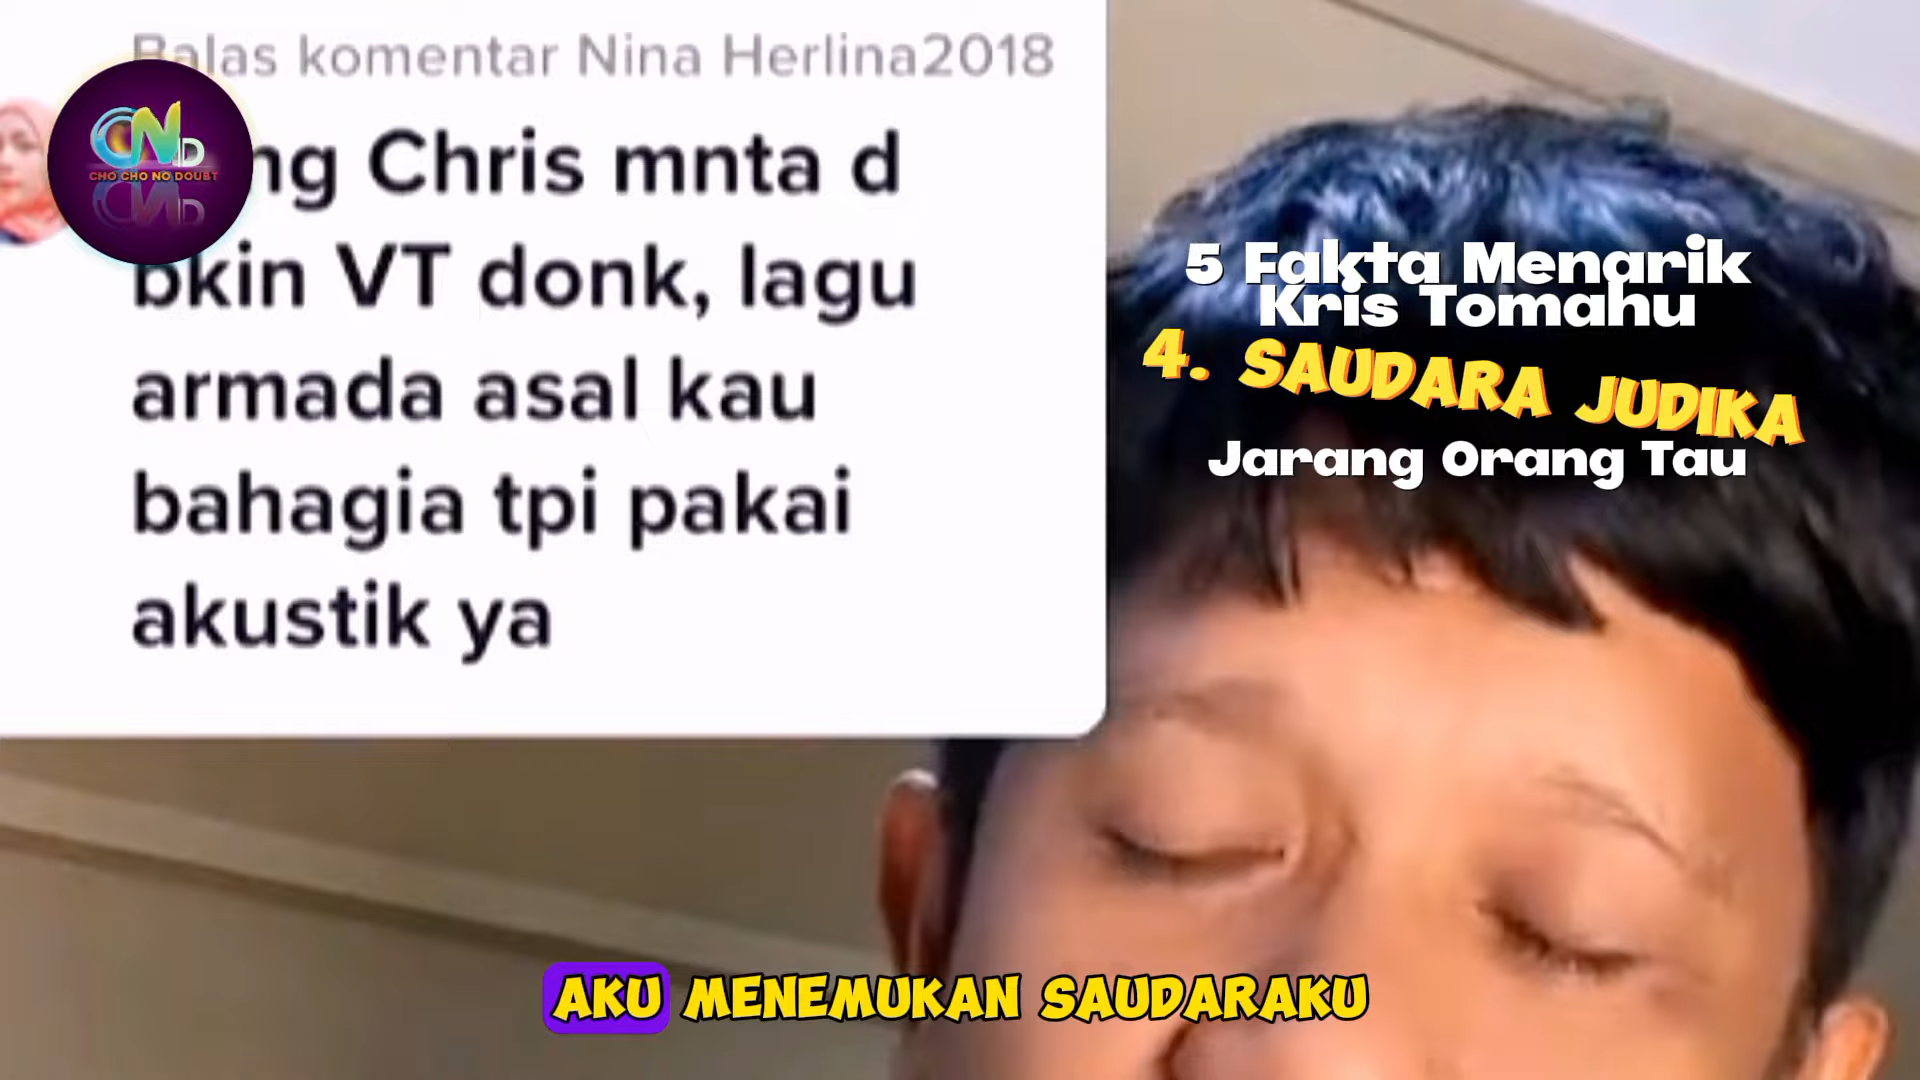 Balas komentar Nina Herlina2018
ng Chris mnta d
bkin VT donk, lagu
armada asal kau
bahagia tpi pakai
akustik ya
CND
CHO CHO NO DOUBT
5 Fakta Menarik
Kris Tomahu
4. SAUDARA JUDIKA
Jarang Orang Tau
AKU MENEMUKAN SAUDARAKU